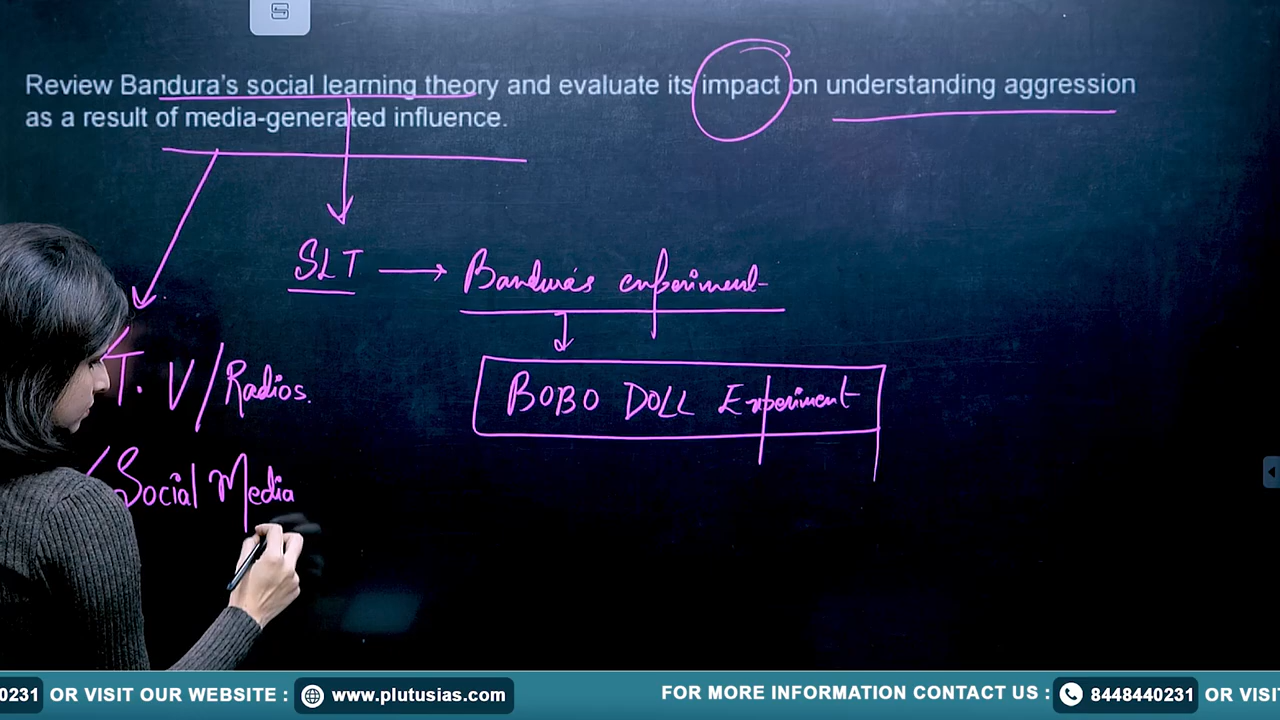 Review Bandura's social learning theory and evaluate its impact on understanding aggression
as a result of media-generated influence.
SLT → Bandura's experiment
T. V / Radios.
BOBO DOLL Experiment
Social Media
0231 OR VISIT OUR WEBSITE : www.plutusias.com FOR MORE INFORMATION CONTACT US : 8448440231 OR VISI